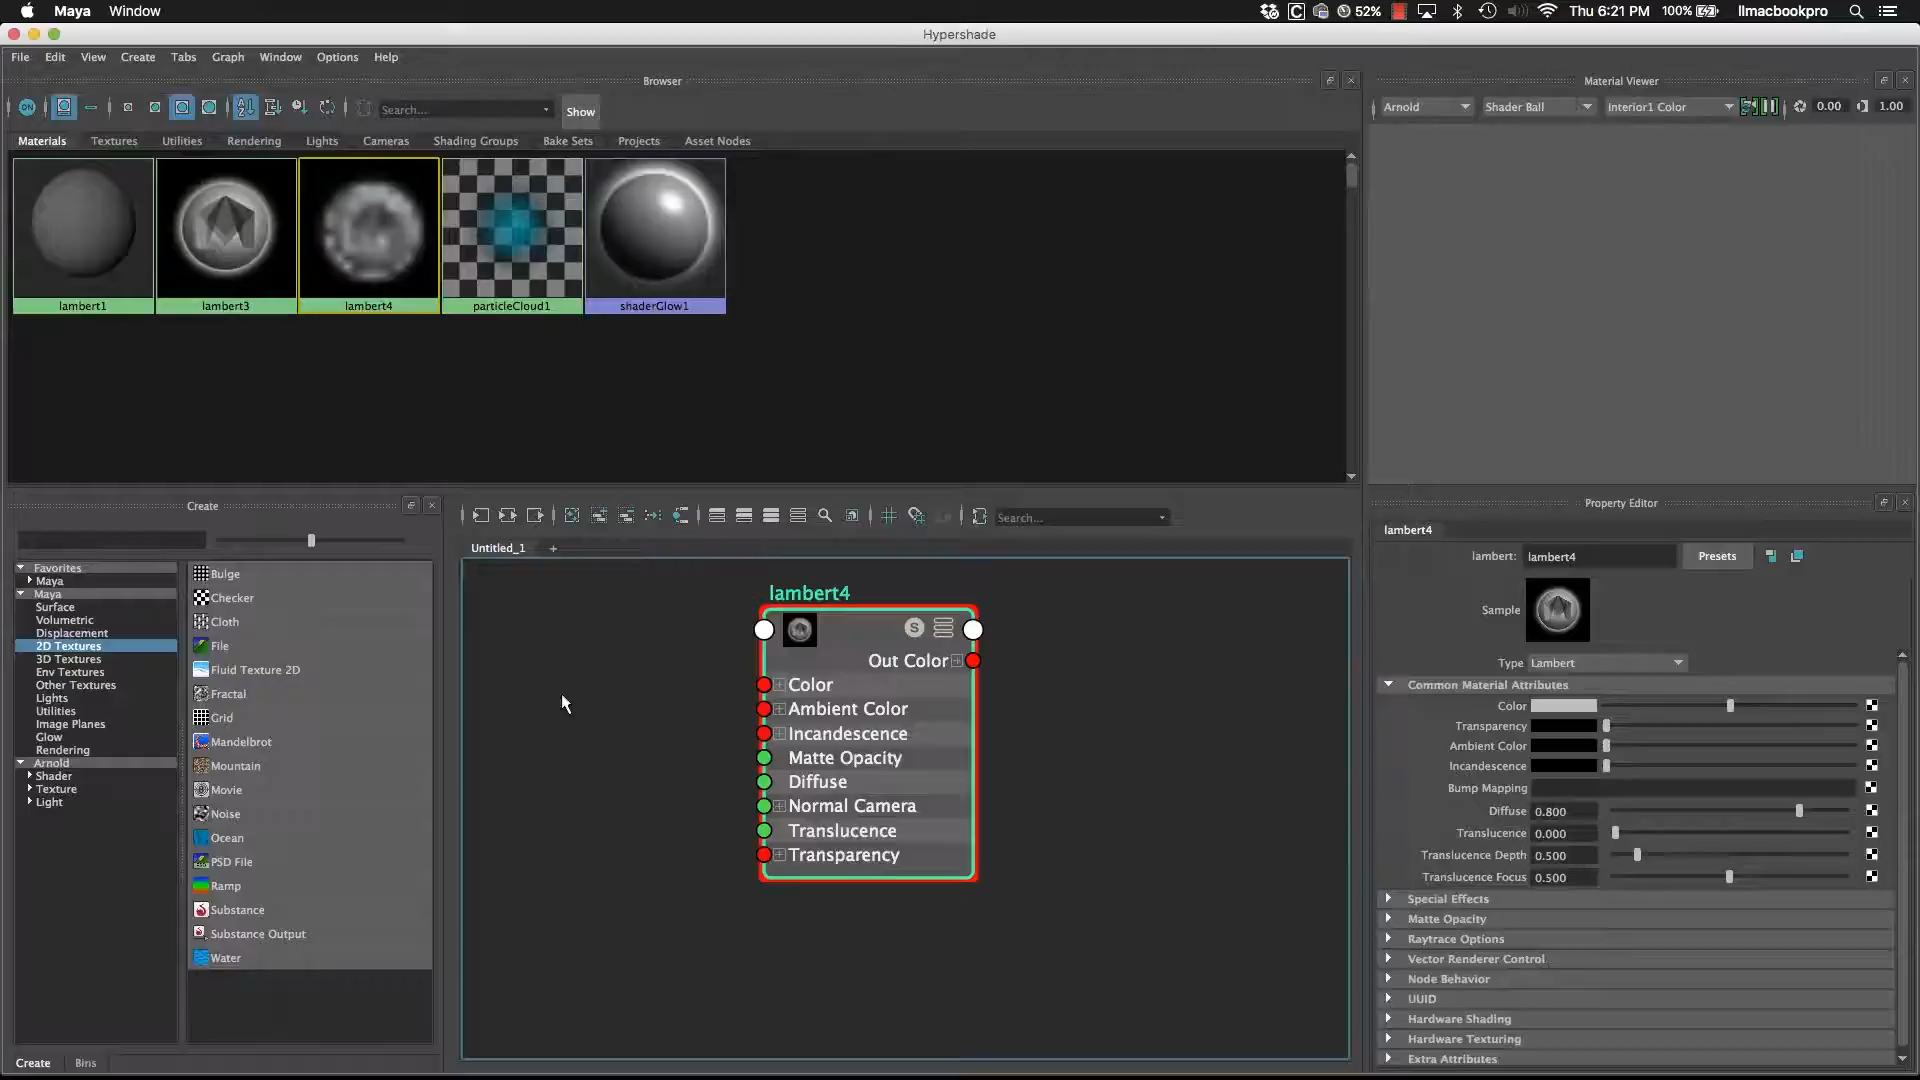 Maya Window
52% Thu 6:21 PM 100% llmacbookpro
Hypershade
File Edit View Create Tabs Graph Window Options Help
Browser
Material Viewer
ON Search... Show
Arnold Shader Ball Interior1 Color 0.00 1.00
Materials Textures Utilities Rendering Lights Cameras Shading Groups Bake Sets Projects Asset Nodes
lambert1 lambert3 lambert4 particleCloud1 shaderGlow1
Create
Favorites
Maya
Maya
Surface
Volumetric
Displacement
2D Textures
3D Textures
Env Textures
Other Textures
Lights
Utilities
Image Planes
Glow
Rendering
Arnold
Shader
Texture
Light
Bulge
Checker
Cloth
File
Fluid Texture 2D
Fractal
Grid
Mandelbrot
Mountain
Movie
Noise
Ocean
PSD File
Ramp
Substance
Substance Output
Water
Create Bins
Search...
Untitled_1 +
lambert4
S
Out Color
Color
Ambient Color
Incandescence
Matte Opacity
Diffuse
Normal Camera
Translucence
Transparency
Property Editor
lambert4
lambert: lambert4 Presets
Sample
Type Lambert
Common Material Attributes
Color
Transparency
Ambient Color
Incandescence
Bump Mapping
Diffuse 0.800
Translucence 0.000
Translucence Depth 0.500
Translucence Focus 0.500
Special Effects
Matte Opacity
Raytrace Options
Vector Renderer Control
Node Behavior
UUID
Hardware Shading
Hardware Texturing
Extra Attributes